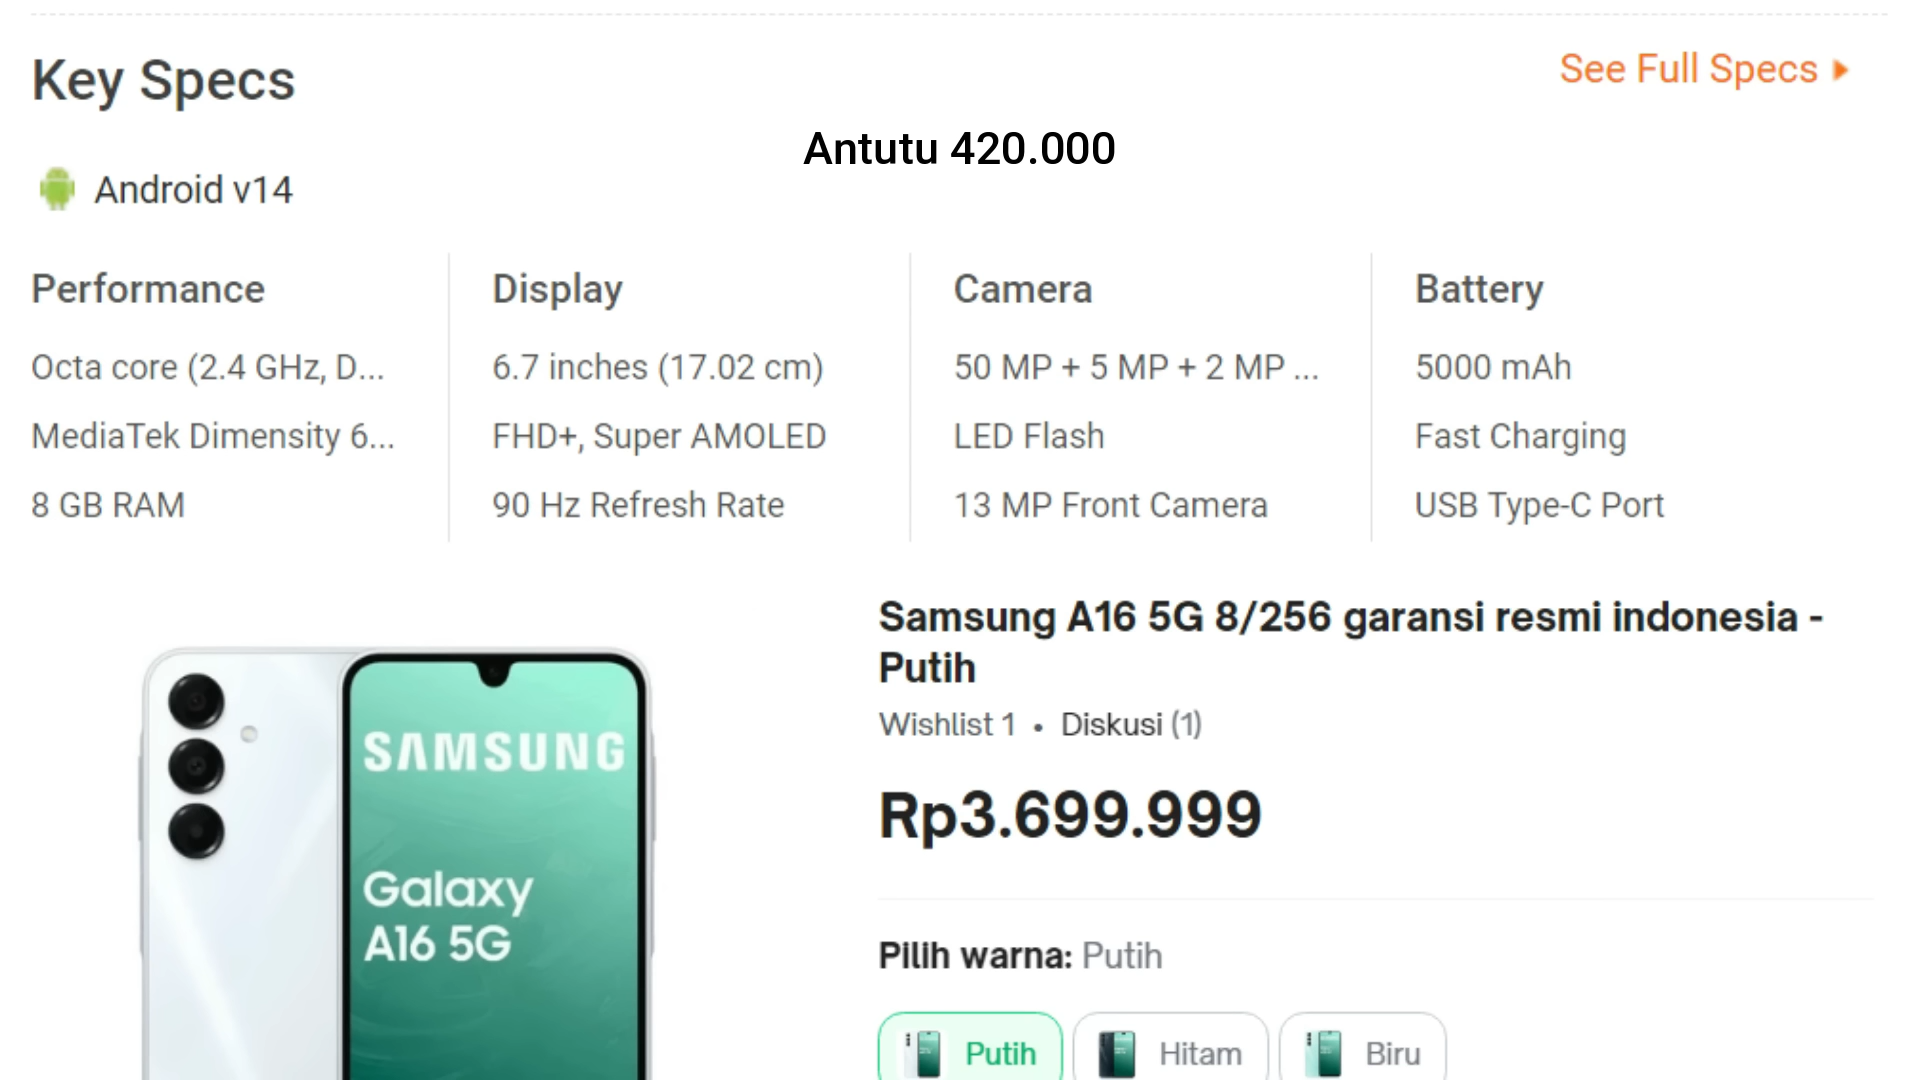 Key Specs
See Full Specs
Antutu 420.000
Android v14
Performance
Octa core (2.4 GHz, D...
MediaTek Dimensity 6...
8 GB RAM
Display
6.7 inches (17.02 cm)
FHD+, Super AMOLED
90 Hz Refresh Rate
Camera
50 MP + 5 MP + 2 MP ...
LED Flash
13 MP Front Camera
Battery
5000 mAh
Fast Charging
USB Type-C Port
SAMSUNG
Galaxy
A16 5G
Samsung A16 5G 8/256 garansi resmi indonesia -
Putih
Wishlist 1 • Diskusi (1)
Rp3.699.999
Pilih warna: Putih
Putih
Hitam
Biru